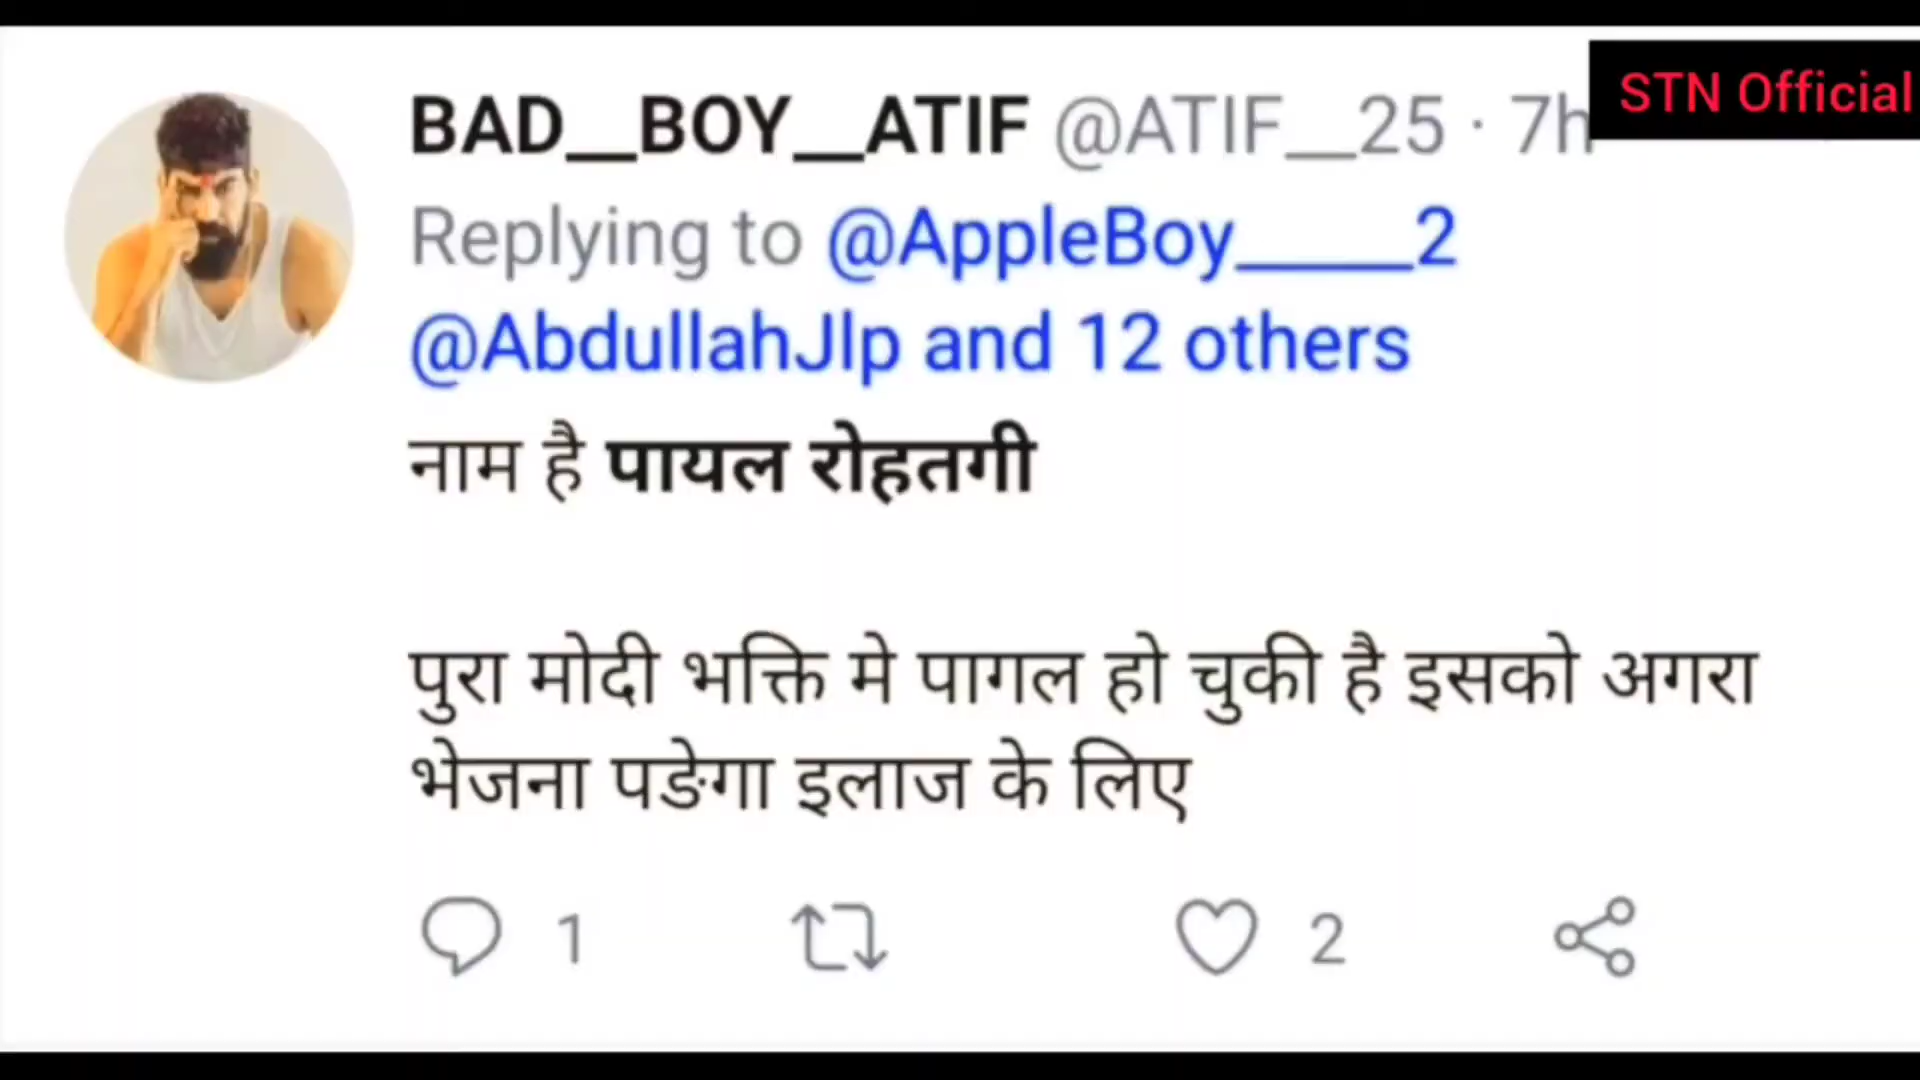 STN Official
BAD__BOY__ATIF @ATIF__25 · 7h
Replying to @AppleBoy_____2
@AbdullahJlp and 12 others
नाम है पायल रोहतगी
पुरा मोदी भक्ति मे पागल हो चुकी है इसको अगरा
भेजना पङेगा इलाज के लिए
1 2